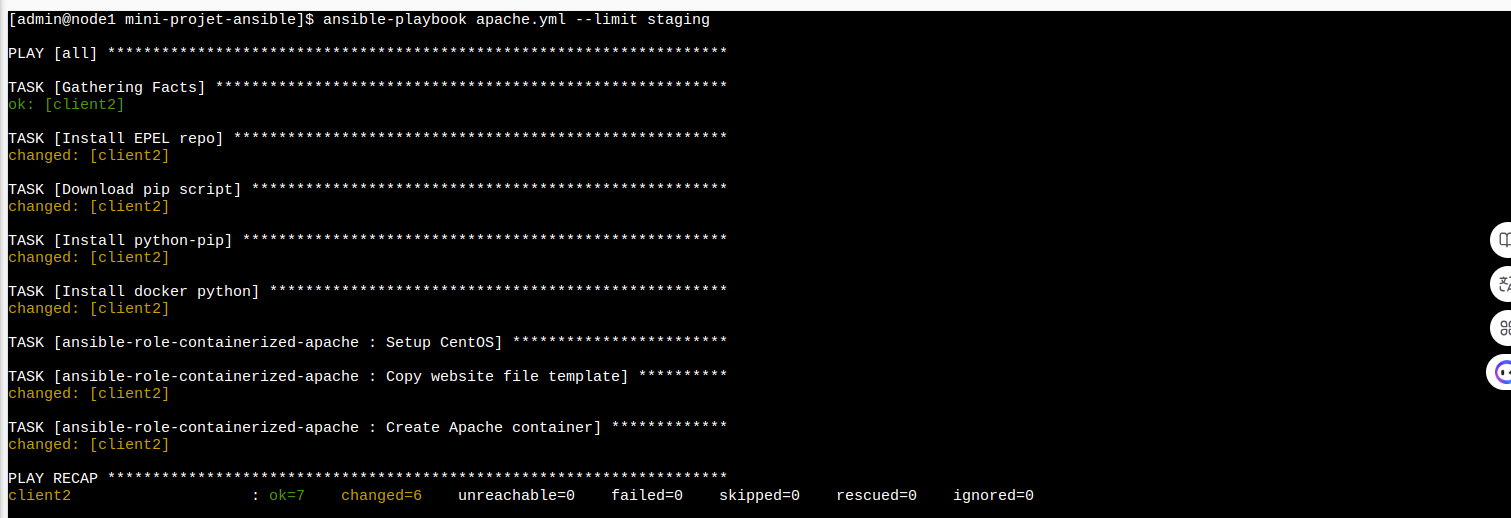 [admin@node1 mini-projet-ansible]$ ansible-playbook apache.yml --limit staging
PLAY [all] *********************************************************************
TASK [Gathering Facts] *********************************************************
ok: [client2]
TASK [Install EPEL repo] *******************************************************
changed: [client2]
TASK [Download pip script] *****************************************************
changed: [client2]
TASK [Install python-pip] ******************************************************
changed: [client2]
TASK [Install docker python] ***************************************************
changed: [client2]
TASK [ansible-role-containerized-apache : Setup CentOS] ************************
TASK [ansible-role-containerized-apache : Copy website file template] **********
changed: [client2]
TASK [ansible-role-containerized-apache : Create Apache container] *************
changed: [client2]
PLAY RECAP *********************************************************************
client2                    : ok=7    changed=6    unreachable=0    failed=0    skipped=0    rescued=0    ignored=0